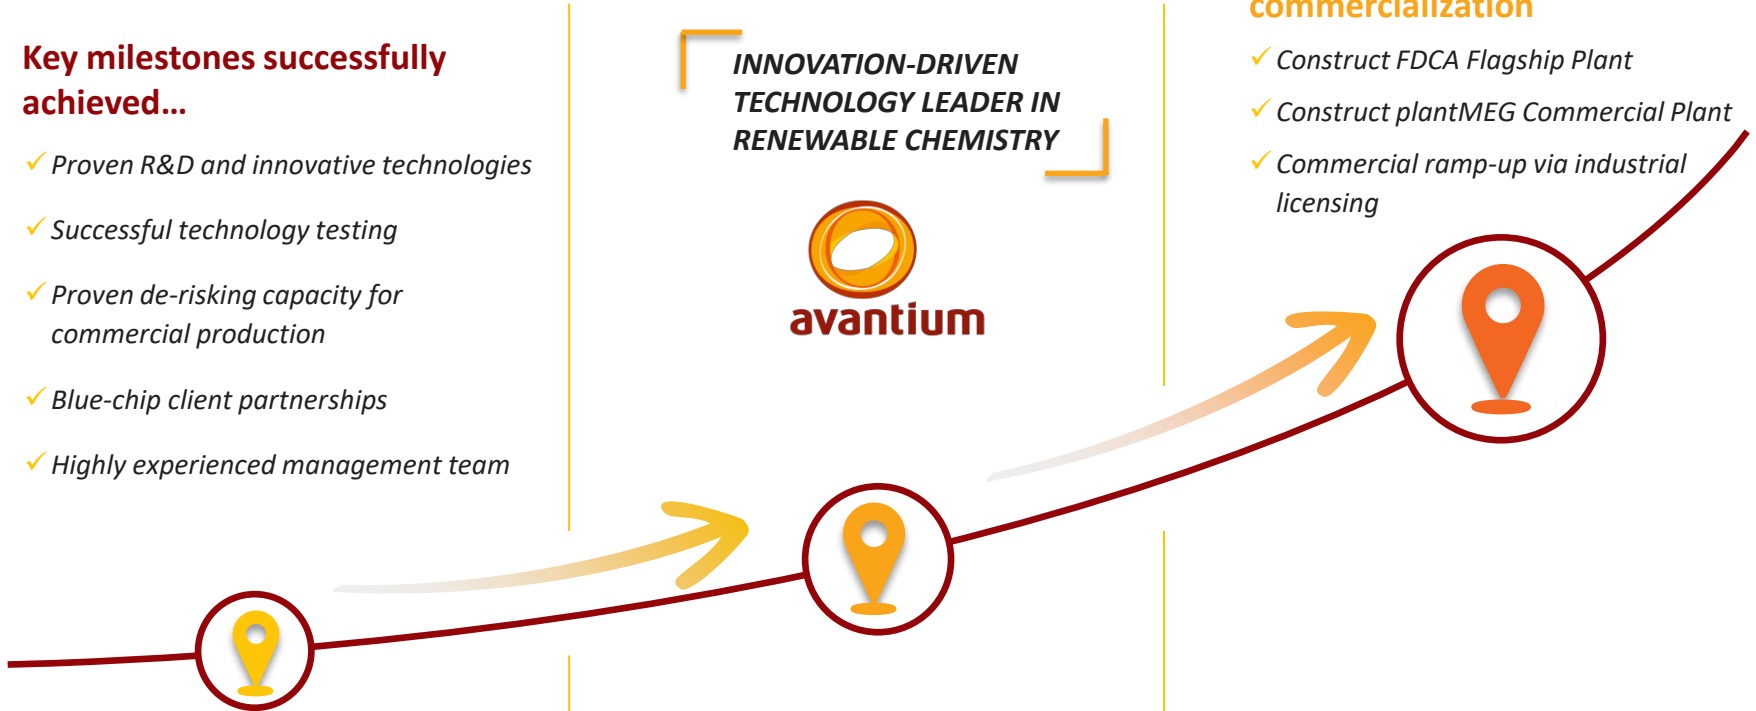 Key milestones successfully
achieved...
Proven R&D and innovative technologies
Successful technology testing
Proven de-risking capacity for
commercial production
Blue-chip client partnerships
Highly experienced management team
INNOVATION-DRIVEN
TECHNOLOGY LEADER IN
RENEWABLE CHEMISTRY
avantium
commercialization
Construct FDCA Flagship Plant
Construct plantMEG Commercial Plant
Commercial ramp-up via industrial
licensing